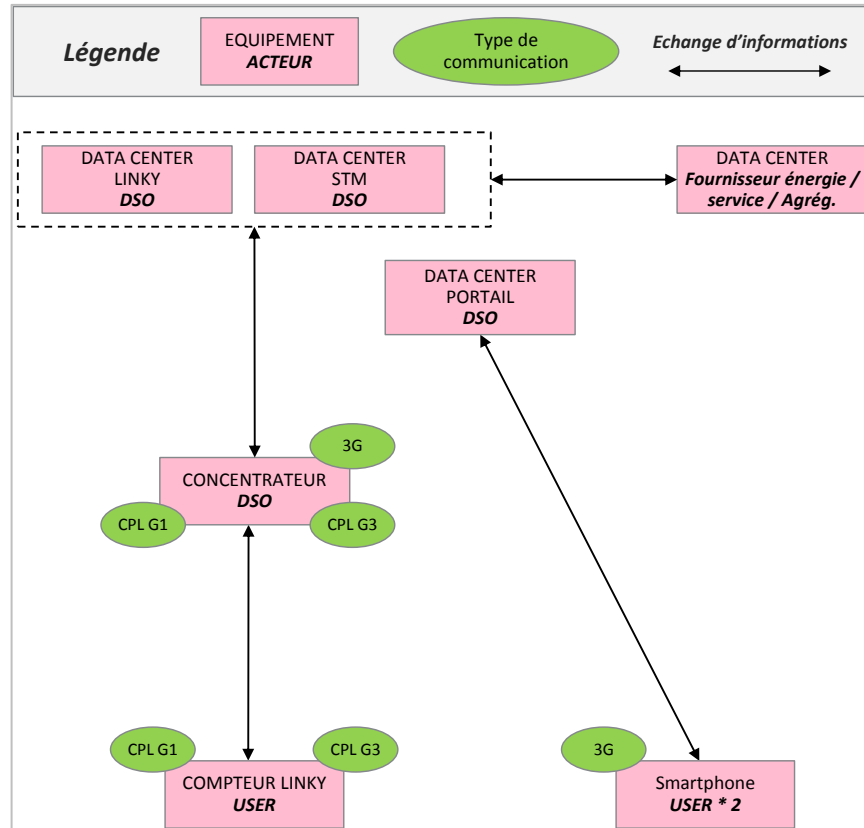 Légende
EQUIPEMENT
ACTEUR
Type de
communication
Echange d'informations
DATA CENTER
LINKY
DSO
DATA CENTER
STM
DSO
DATA CENTER
Fournisseur énergie /
service / Agrég.
DATA CENTER
PORTAIL
DSO
3G
CONCENTRATEUR
DSO
CPL G1
CPL G3
CPL G1
CPL G3
COMPTEUR LINKY
USER
3G
Smartphone
USER * 2